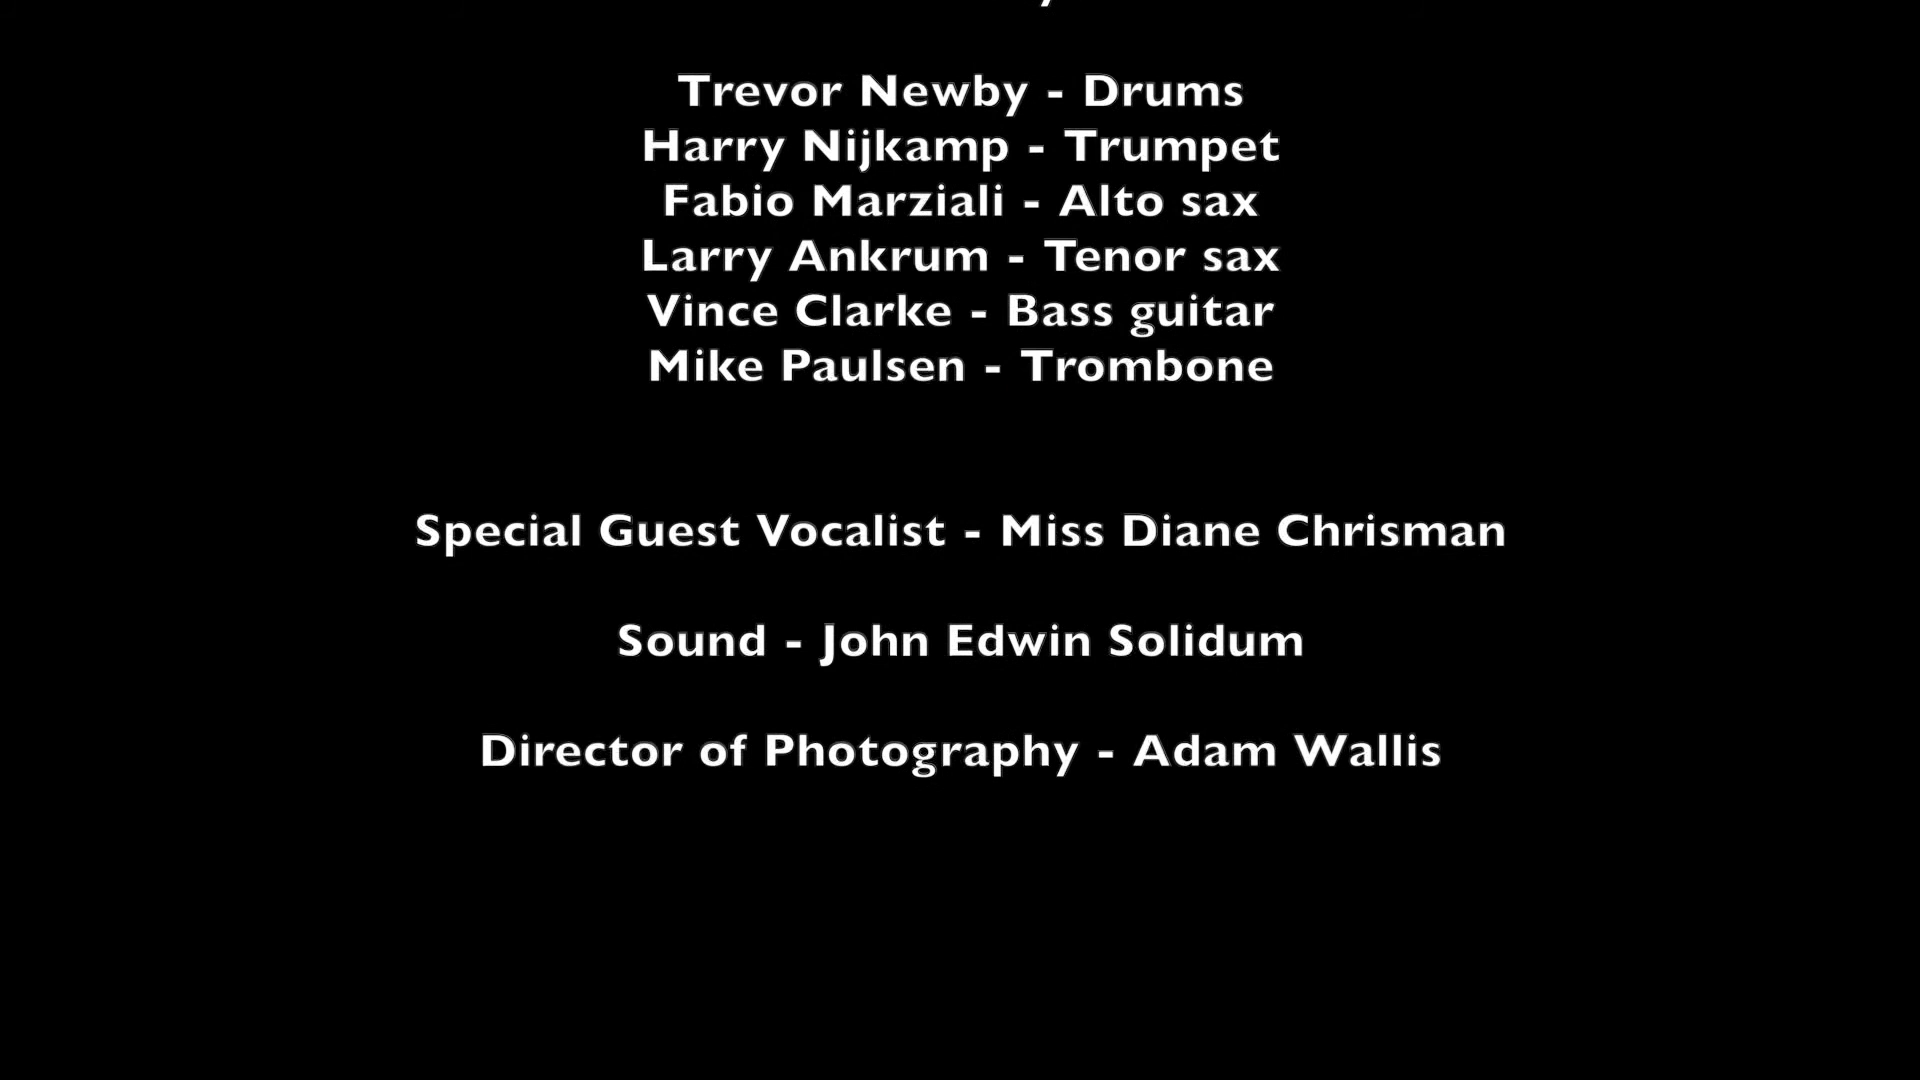 Trevor Newby - Drums
Harry Nijkamp - Trumpet
Fabio Marziali - Alto sax
Larry Ankrum - Tenor sax
Vince Clarke - Bass guitar
Mike Paulsen - Trombone
Special Guest Vocalist - Miss Diane Chrisman
Sound - John Edwin Solidum
Director of Photography - Adam Wallis